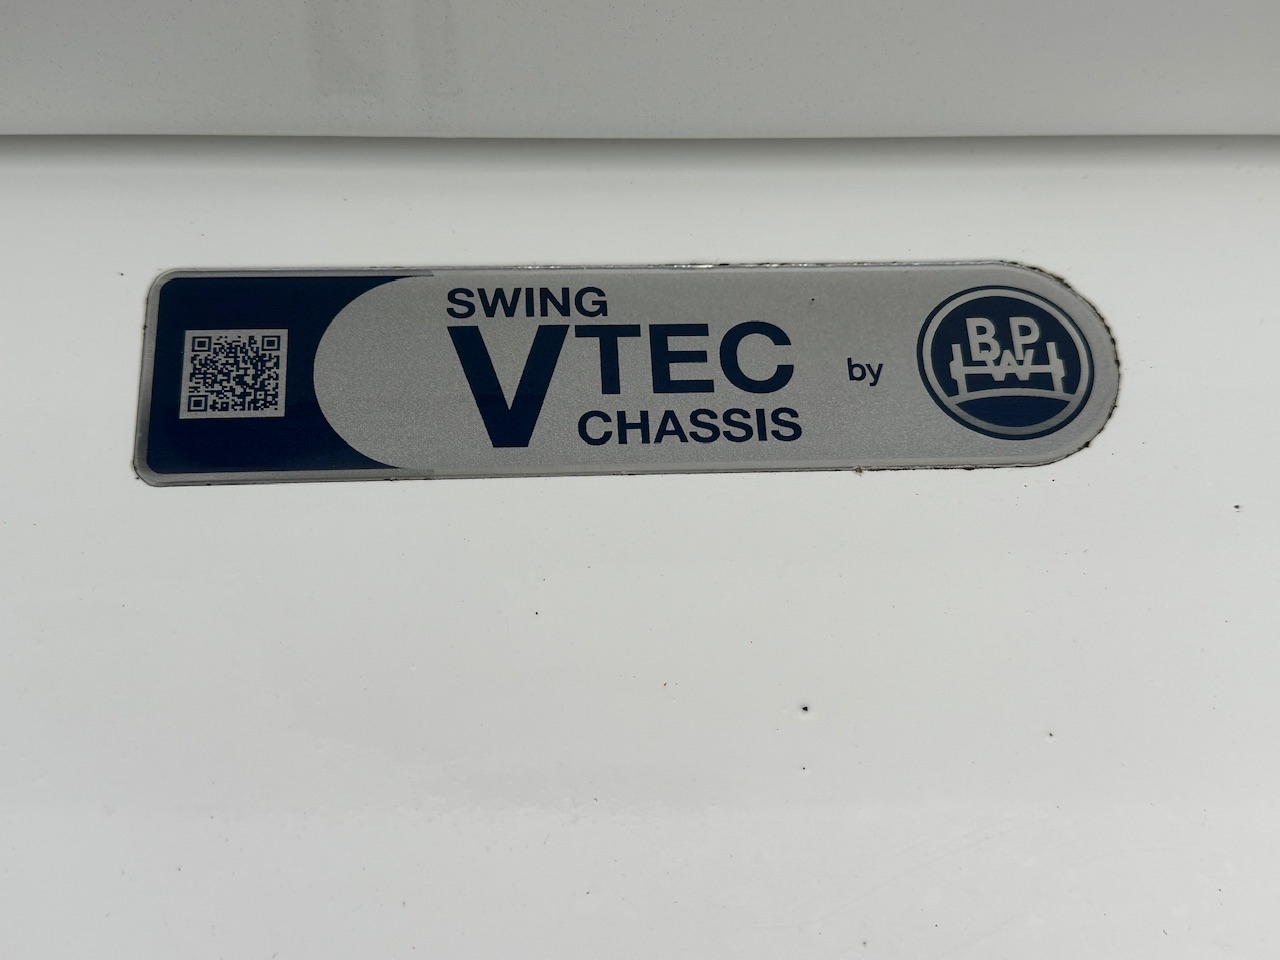 SWING
VTEC
CHASSIS
by
BPW